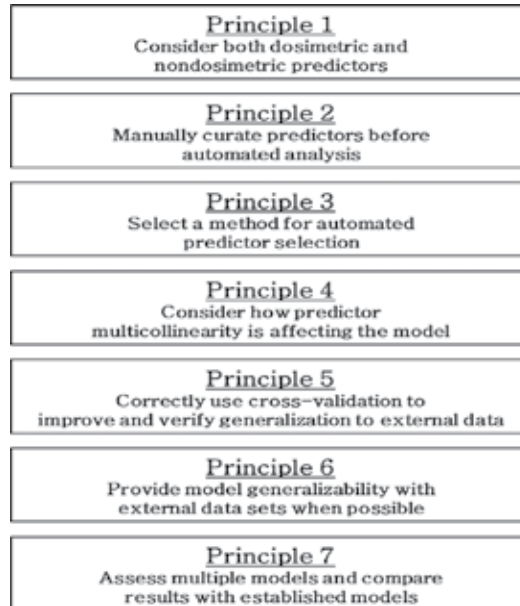 Principle 1
Consider both dosimetric and
nondosimetric predictors
Principle 2
Manually curate predictors before
automated analysis
Principle 3
Select a method for automated
predictor selection
Principle 4
Consider how predictor
multicollinearity is affecting the model
Principle 5
Correctly use cross-validation to
improve and verify generalization to external data
Principle 6
Provide model generalizability with
external data sets when possible
Principle 7
Assess multiple models and compare
results with established models